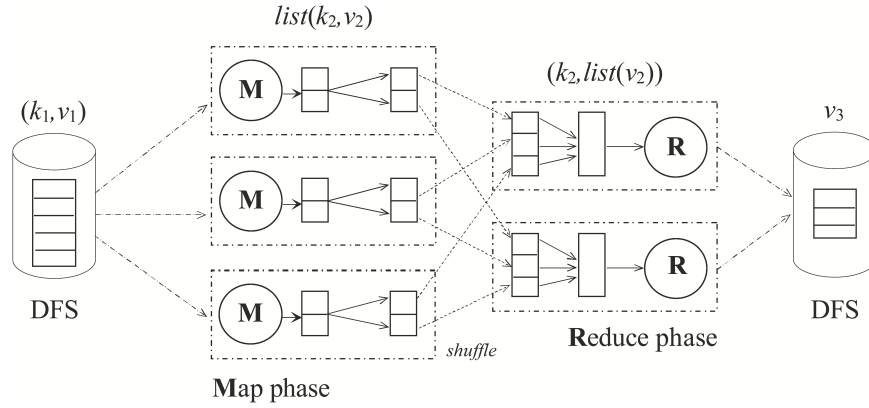 list(k₂,v₂)
(k₁,v₁)
M
M
M
DFS
Map phase
shuffle
(k₂,list(v₂))
R
R
Reduce phase
v₃
DFS